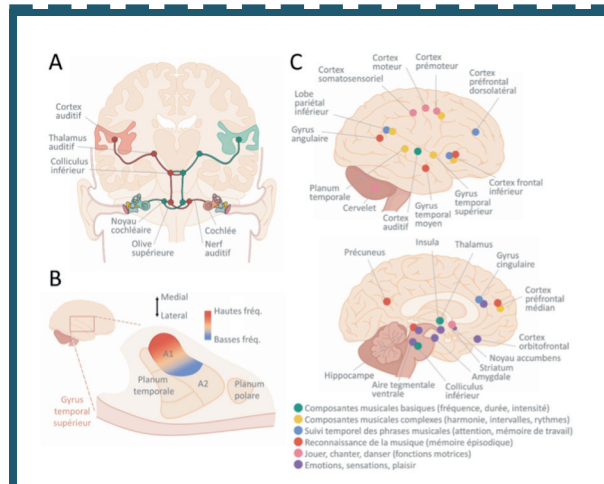 A
Cortex
auditif
Thalamus
auditif
Colliculus
inférieur
Noyau
cochléaire
Olive
supérieure
Cochlée
Nerf
auditif
B
Medial
Lateral
Hautes fréq.
Basses fréq.
A1
Planum
temporale
A2
Planum
polaire
Gyrus
temporal
supérieur
C
Cortex
somatosensoriel
Cortex
moteur
Cortex
prémoteur
Cortex
préfrontal
dorsolatéral
Lobe
pariétal
inférieur
Gyrus
angulaire
Planum
temporale
Cervelet
Cortex
auditif
Gyrus
temporal
moyen
Gyrus
temporal
supérieur
Cortex frontal
inférieur
Précuneus
Insula
Thalamus
Gyrus
cingulaire
Cortex
préfrontal
médian
Cortex
orbitofrontal
Noyau accumbens
Striatum
Amygdale
Colliculus
inférieur
Aire tegmentale
ventrale
Hippocampe
Composantes musicales basiques (fréquence, durée, intensité)
Composantes musicales complexes (harmonie, intervalles, rythmes)
Suivi temporel des phrases musicales (attention, mémoire de travail)
Reconnaissance de la musique (mémoire épisodique)
Jouer, chanter, danser (fonctions motrices)
Emotions, sensations, plaisir